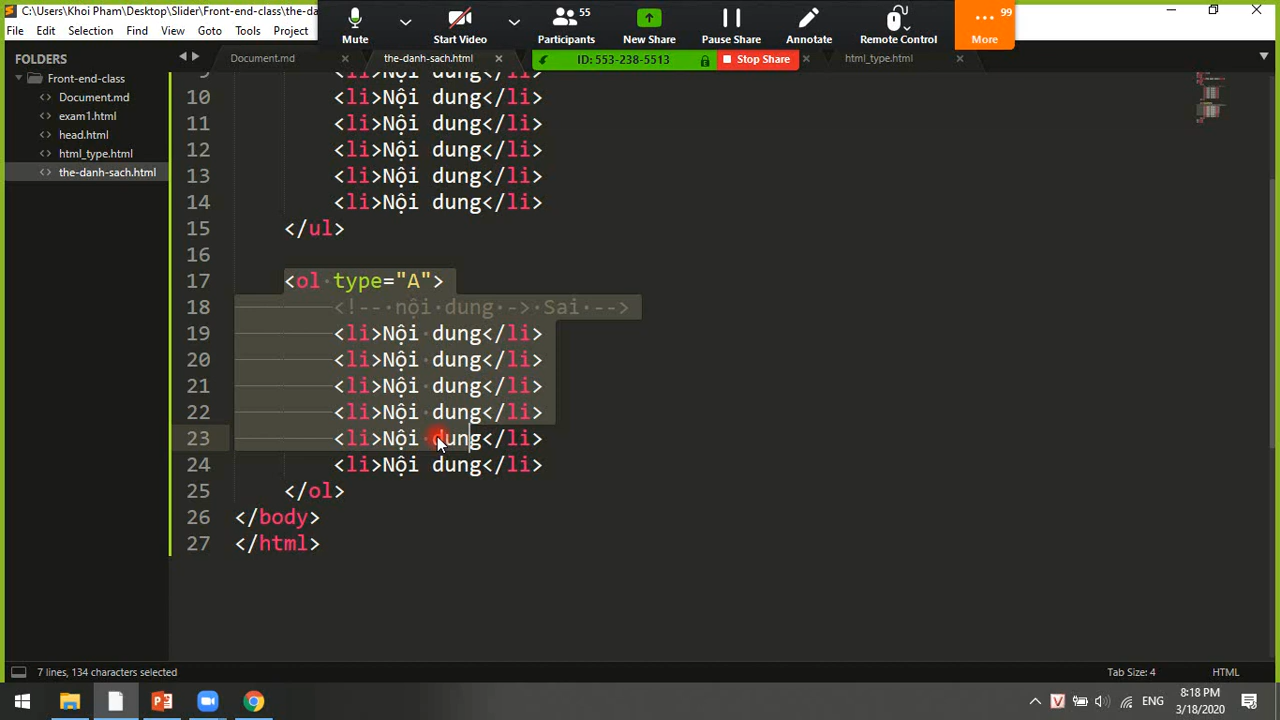 C:\Users\Khoi Pham\Desktop\Slider\Front-end-class\the-da
Mute
Start Video
55
Participants
New Share
Pause Share
Annotate
Remote Control
99
More
File Edit Selection Find View Goto Tools Project
ID: 553-238-5513
Stop Share
FOLDERS
Front-end-class
Document.md
exam1.html
head.html
html_type.html
the-danh-sach.html
Document.md
the-danh-sach.html
html_type.html
9 <li>Nội dung</li>
10 <li>Nội dung</li>
11 <li>Nội dung</li>
12 <li>Nội dung</li>
13 <li>Nội dung</li>
14 <li>Nội dung</li>
15 </ul>
16
17 <ol type="A">
18 <!-- nội dung -> Sai -->
19 <li>Nội dung</li>
20 <li>Nội dung</li>
21 <li>Nội dung</li>
22 <li>Nội dung</li>
23 <li>Nội dung</li>
24 <li>Nội dung</li>
25 </ol>
26 </body>
27 </html>
7 lines, 134 characters selected
Tab Size: 4
HTML
ENG
8:18 PM
3/18/2020